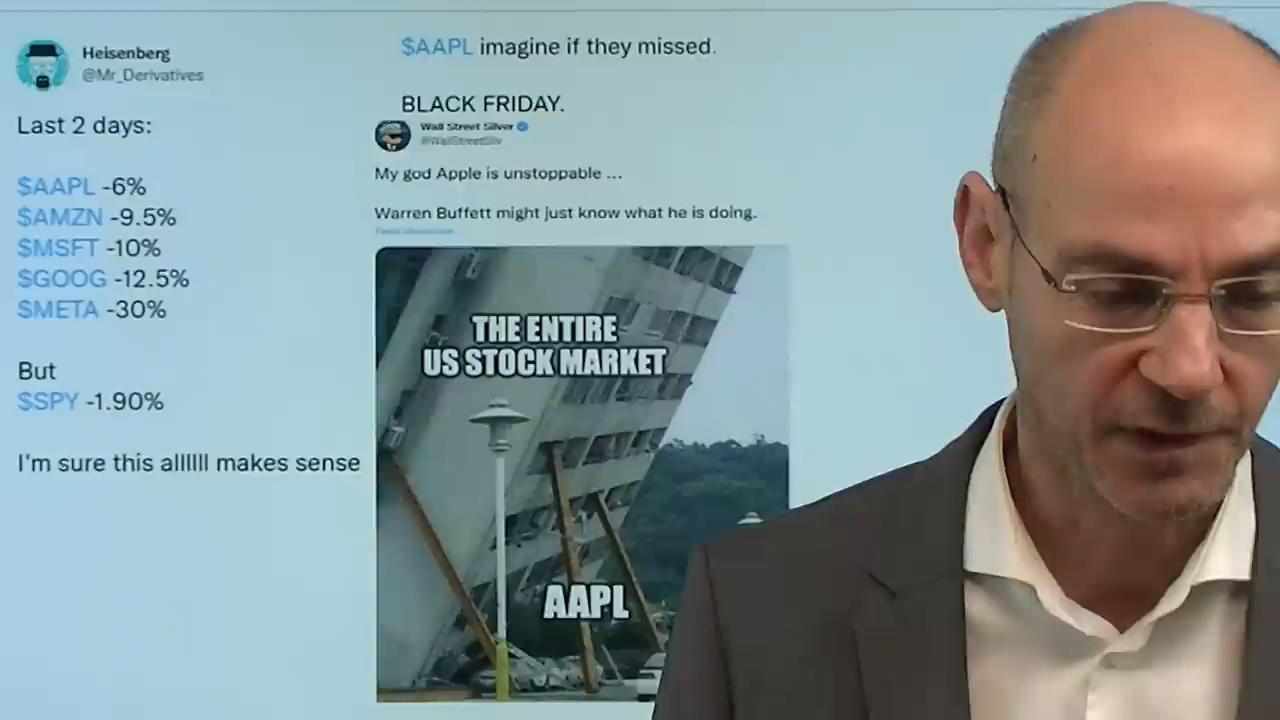 Heisenberg
@Mr_Derivatives
Last 2 days:
$AAPL -6%
$AMZN -9.5%
$MSFT -10%
$GOOG -12.5%
$META -30%
But
$SPY -1.90%
I'm sure this allllll makes sense
$AAPL imagine if they missed.
BLACK FRIDAY.
Wall Street Silver
@WallStreetSilv
My god Apple is unstoppable ...
Warren Buffett might just know what he is doing.
THE ENTIRE
US STOCK MARKET
AAPL